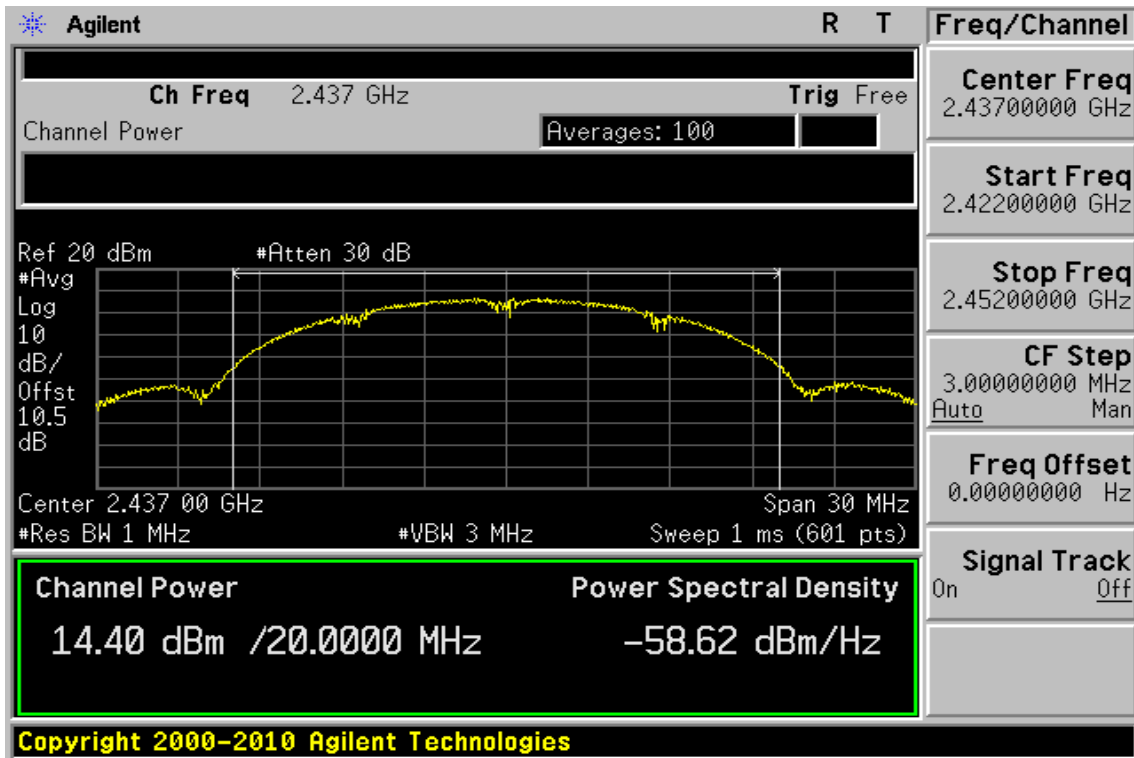 Agilent R T
Ch Freq 2.437 GHz Trig Free
Channel Power Averages: 100
Ref 20 dBm #Atten 30 dB
#Avg
Log
10
dB/
Offst
10.5
dB
Center 2.437 00 GHz Span 30 MHz
#Res BW 1 MHz #VBW 3 MHz Sweep 1 ms (601 pts)
Channel Power Power Spectral Density
14.40 dBm /20.0000 MHz -58.62 dBm/Hz
Copyright 2000-2010 Agilent Technologies
Freq/Channel
Center Freq
2.43700000 GHz
Start Freq
2.42200000 GHz
Stop Freq
2.45200000 GHz
CF Step
3.00000000 MHz
Auto Man
Freq Offset
0.00000000 Hz
Signal Track
On Off